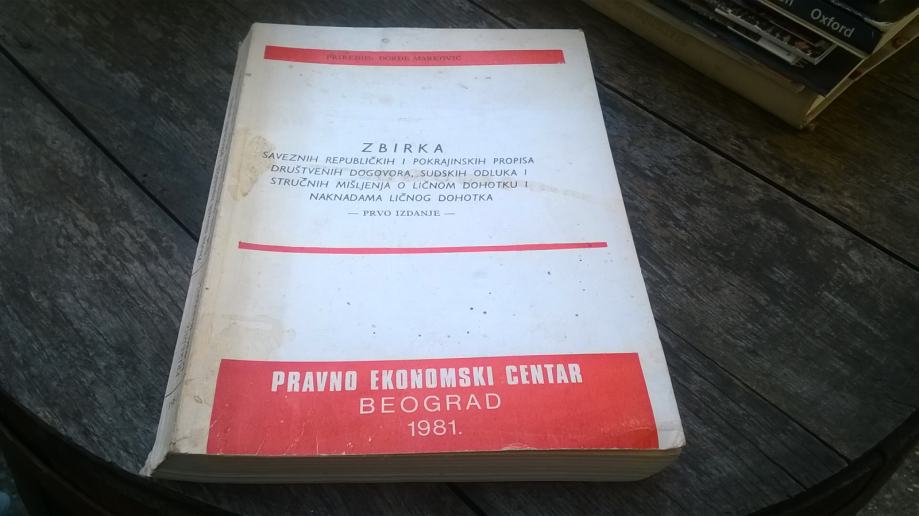 PRIREDIO: ĐORĐE MARKOVIĆ
ZBIRKA
SAVEZNIH REPUBLIČKIH I POKRAJINSKIH PROPISA
DRUŠTVENIH DOGOVORA, SUDSKIH ODLUKA I
STRUČNIH MIŠLJENJA O LIČNOM DOHOTKU I
NAKNADAMA LIČNOG DOHOTKA
— PRVO IZDANJE —
PRAVNO EKONOMSKI CENTAR
BEOGRAD
1981.
Oxford